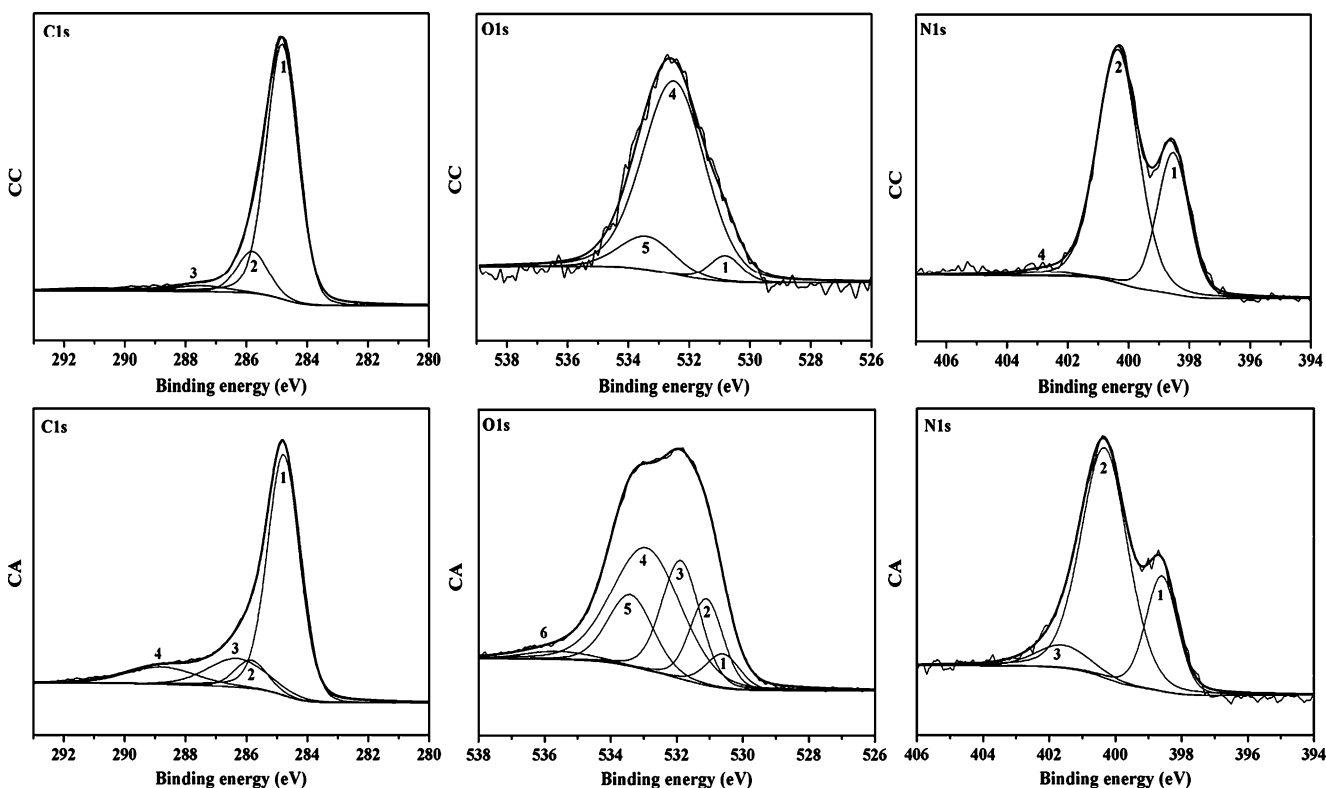 C1s
CC
1
2
3
292 290 288 286 284 282 280
Binding energy (eV)
O1s
CC
4
5
1
538 536 534 532 530 528 526
Binding energy (eV)
N1s
CC
2
1
4
406 404 402 400 398 396 394
Binding energy (eV)
C1s
CA
1
4
3
2
292 290 288 286 284 282 280
Binding energy (eV)
O1s
CA
4
3
5
2
6
1
538 536 534 532 530 528 526
Binding energy (eV)
N1s
CA
2
1
3
406 404 402 400 398 396 394
Binding energy (eV)